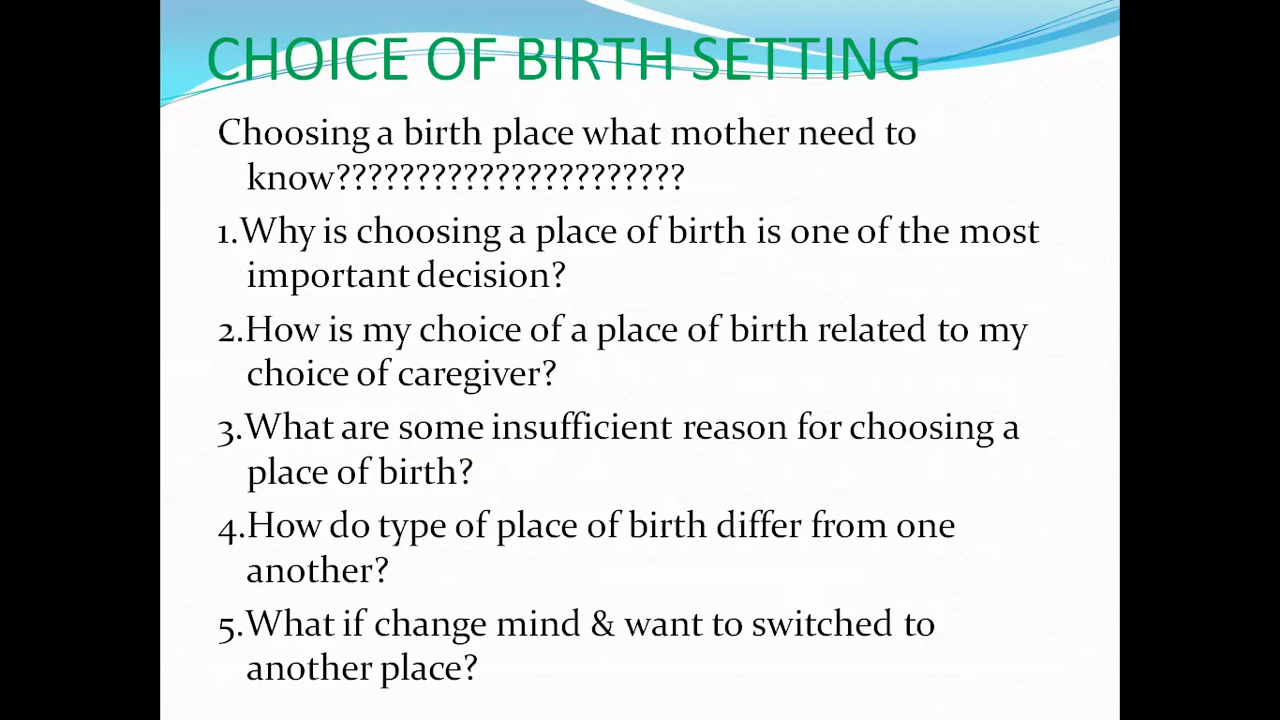 CHOICE OF BIRTH SETTING
Choosing a birth place what mother need to
know??????????????????????
1.Why is choosing a place of birth is one of the most
important decision?
2.How is my choice of a place of birth related to my
choice of caregiver?
3.What are some insufficient reason for choosing a
place of birth?
4.How do type of place of birth differ from one
another?
5.What if change mind & want to switched to
another place?